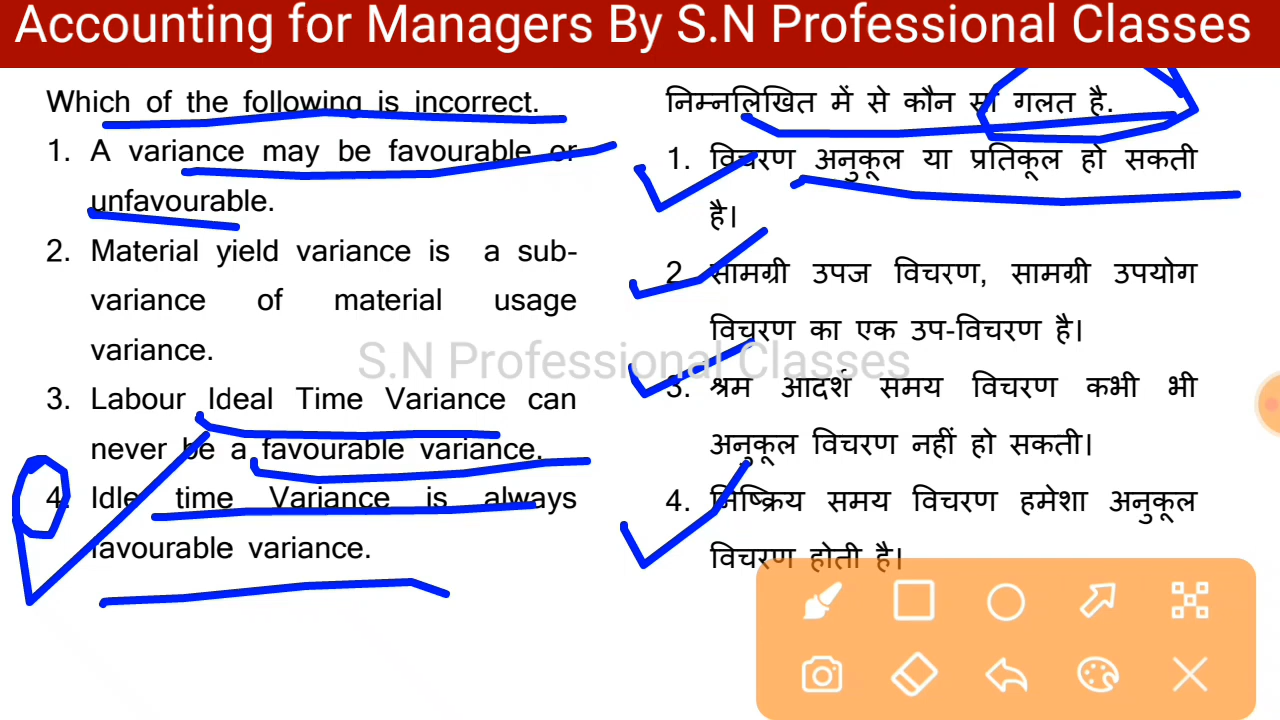 Accounting for Managers By S.N Professional Classes
Which of the following is incorrect.
1. A variance may be favourable or
unfavourable.
2. Material yield variance is a sub-
variance of material usage
variance.
3. Labour Ideal Time Variance can
never be a favourable variance.
4. Idle time Variance is always
favourable variance.
निम्नलिखित में से कौन सा गलत है.
1. विचरण अनुकूल या प्रतिकूल हो सकती
है।
2. सामग्री उपज विचरण, सामग्री उपयोग
विचरण का एक उप-विचरण है।
3. श्रम आदर्श समय विचरण कभी भी
अनुकूल विचरण नहीं हो सकती।
4. निष्क्रिय समय विचरण हमेशा अनुकूल
विचरण होती है।
S.N Professional Classes